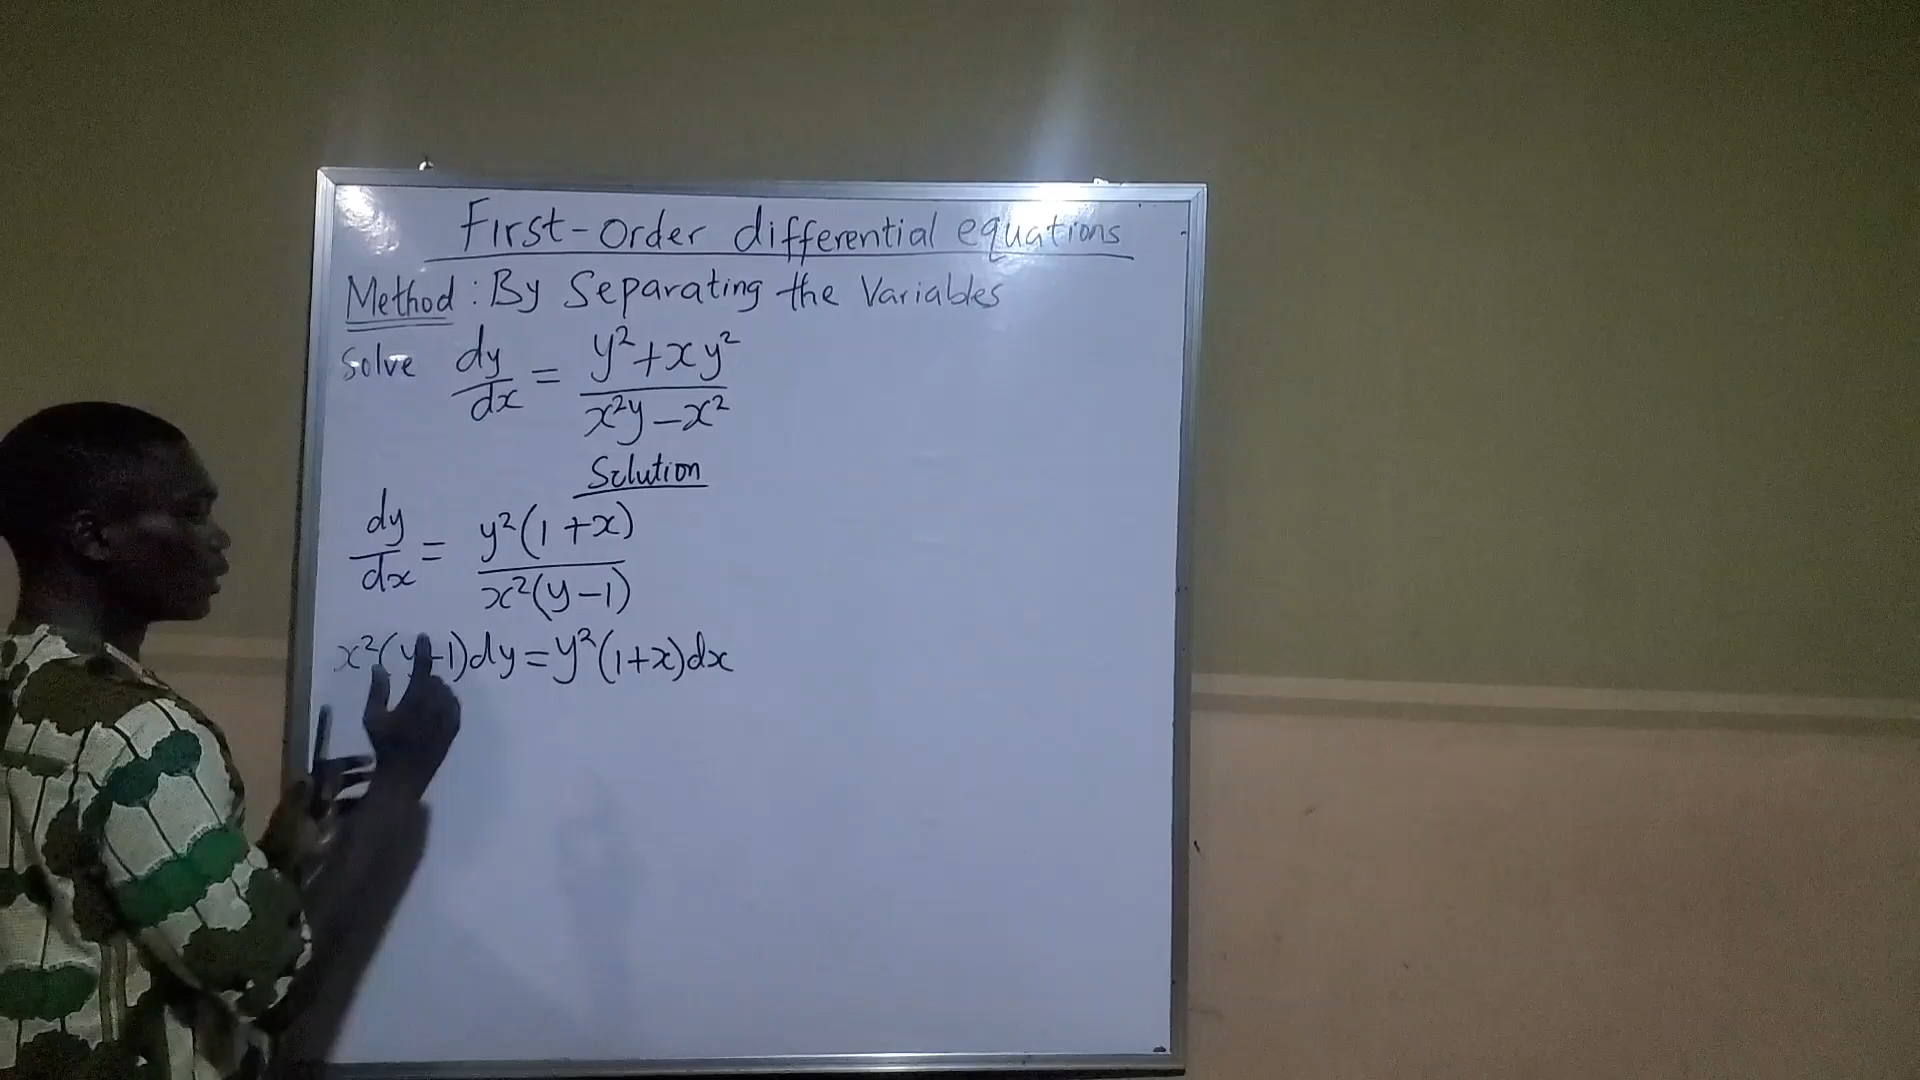 First-Order differential equations
Method: By Separating the Variables
Solve dy/dx = (y²+xy²)/(x²y−x²)
Solution
dy/dx = y²(1+x)/x²(y−1)
x²(y−1)dy=y²(1+x)dx